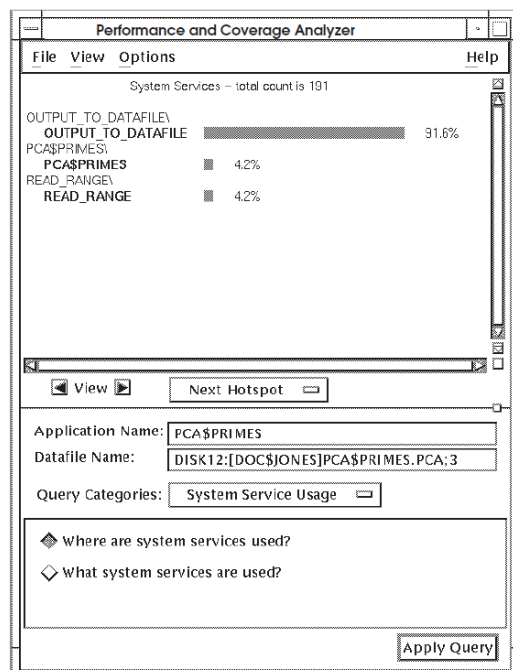 Performance and Coverage Analyzer
File View Options Help
System Services – total count is 191
OUTPUT_TO_DATAFILE\
OUTPUT_TO_DATAFILE 91.6%
PCA$PRIMES\
PCA$PRIMES 4.2%
READ_RANGE\
READ_RANGE 4.2%
View Next Hotspot
Application Name: PCA$PRIMES
Datafile Name: DISK12:[DOC$JONES]PCA$PRIMES.PCA;3
Query Categories: System Service Usage
Where are system services used?
What system services are used?
Apply Query